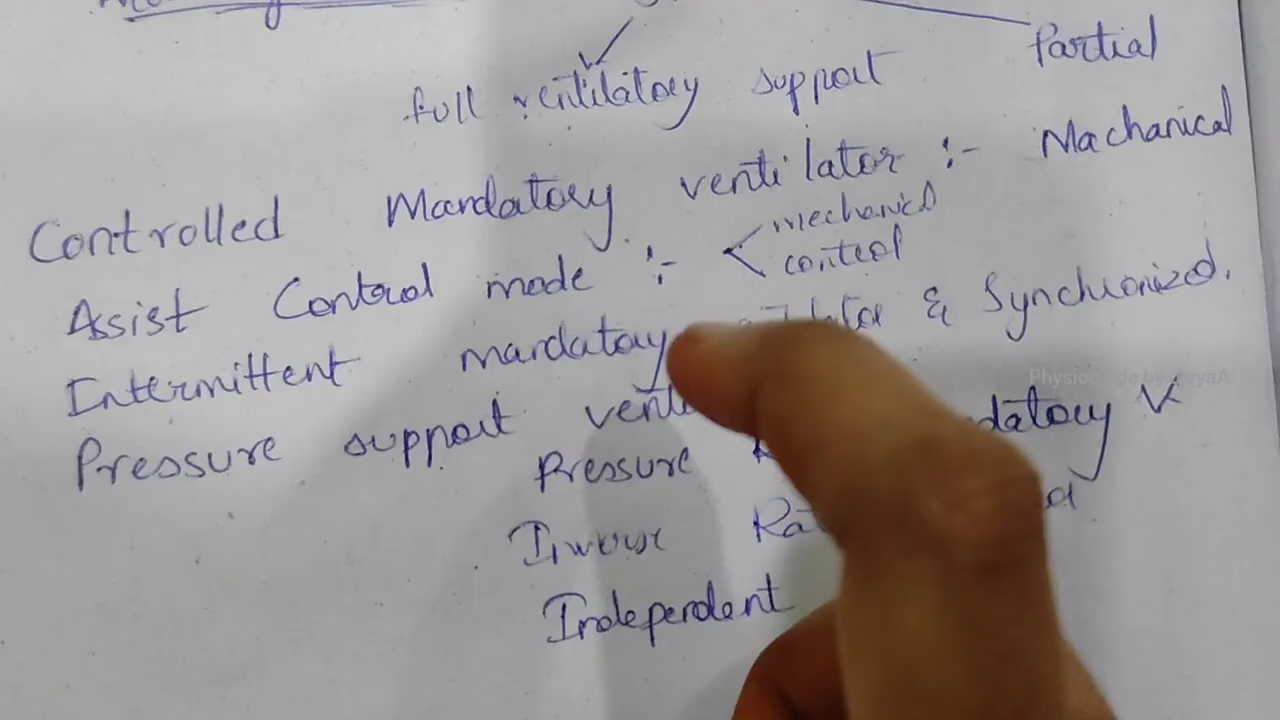 Partial
full ventilatory support
Controlled Mandatory ventilator :- Mechanical
Assist Control mode :- < mechanical
control
Intermittent mandatory & Synchronized.
Pressure support datory V
Pressure
Inverse
Independent